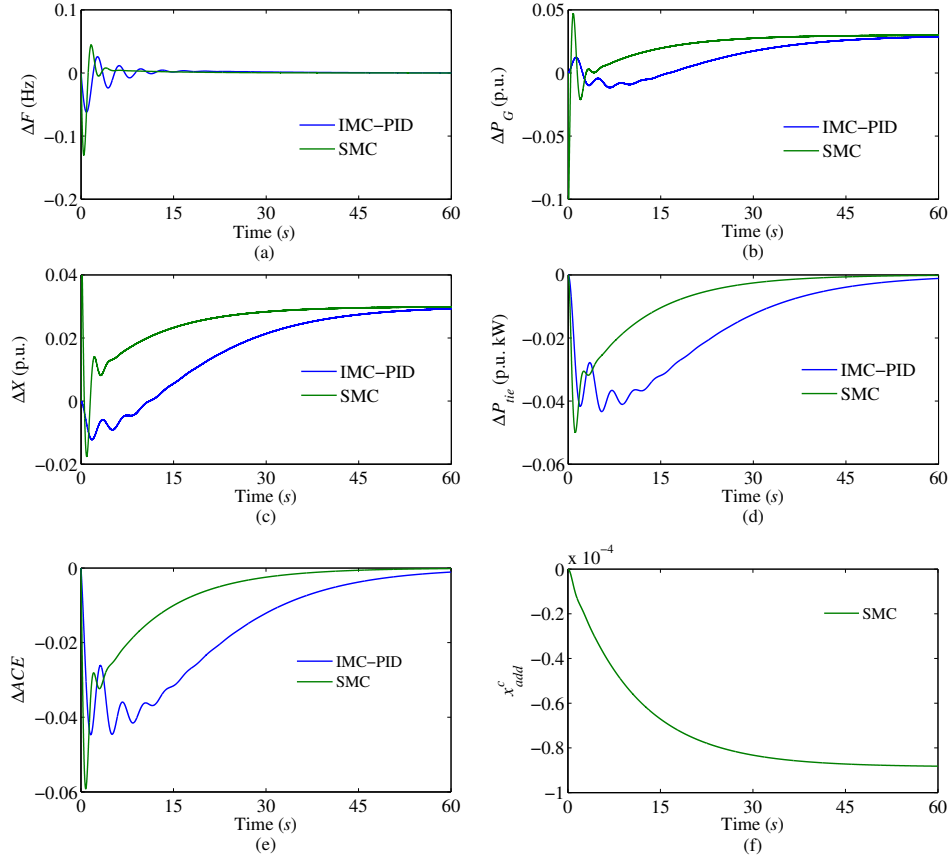 0.1
0
−0.1
−0.2
ΔF (Hz)
IMC−PID
SMC
0 15 30 45 60
Time (s)
(a)
0.05
0
−0.05
−0.1
ΔP_G (p.u.)
IMC−PID
SMC
0 15 30 45 60
Time (s)
(b)
0.04
0.02
0
−0.02
ΔX (p.u.)
IMC−PID
SMC
0 15 30 45 60
Time (s)
(c)
0
−0.02
−0.04
−0.06
ΔP_tie (p.u. kW)
IMC−PID
SMC
0 15 30 45 60
Time (s)
(d)
0
−0.02
−0.04
−0.06
ΔACE
IMC−PID
SMC
0 15 30 45 60
Time (s)
(e)
x 10^−4
0
−0.2
−0.4
−0.6
−0.8
−1
x^c_add
SMC
0 15 30 45 60
Time (s)
(f)